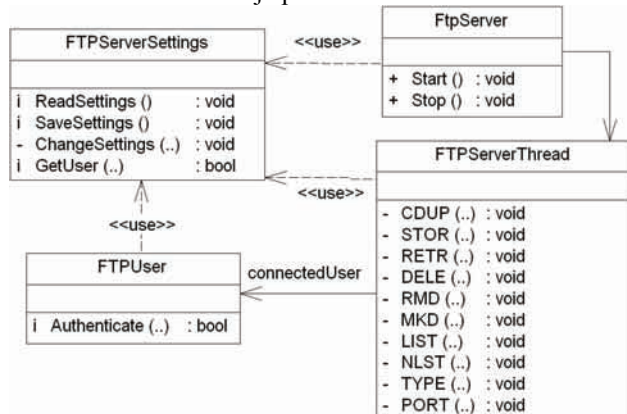 FTPServerSettings
i ReadSettings () : void
i SaveSettings () : void
- ChangeSettings (..) : void
i GetUser (..) : bool
<<use>>
FtpServer
+ Start () : void
+ Stop () : void
<<use>>
<<use>>
FTPUser
i Authenticate (..) : bool
connectedUser
FTPServerThread
- CDUP (..) : void
- STOR (..) : void
- RETR (..) : void
- DELE (..) : void
- RMD (..) : void
- MKD (..) : void
- LIST (..) : void
- NLST (..) : void
- TYPE (..) : void
- PORT (..) : void